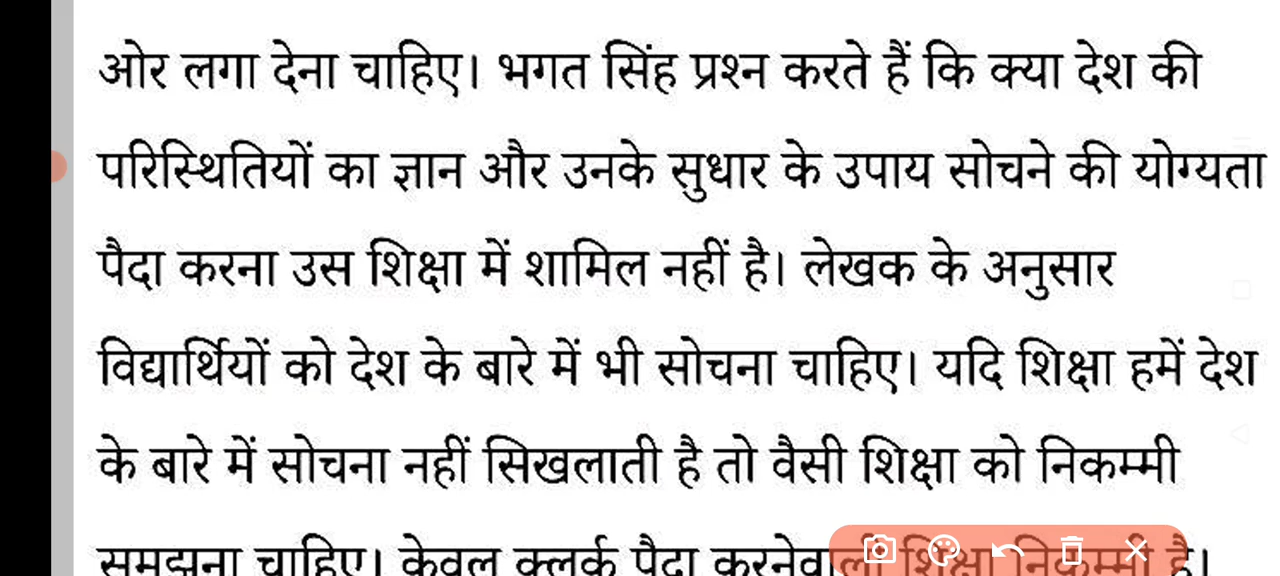 ओर लगा देना चाहिए। भगत सिंह प्रश्न करते हैं कि क्या देश की
परिस्थितियों का ज्ञान और उनके सुधार के उपाय सोचने की योग्यता
पैदा करना उस शिक्षा में शामिल नहीं है। लेखक के अनुसार
विद्यार्थियों को देश के बारे में भी सोचना चाहिए। यदि शिक्षा हमें देश
के बारे में सोचना नहीं सिखलाती है तो वैसी शिक्षा को निकम्मी
समझना चाहिए। केवल क्लर्क पैदा करनेवाली शिक्षा निकम्मी है।